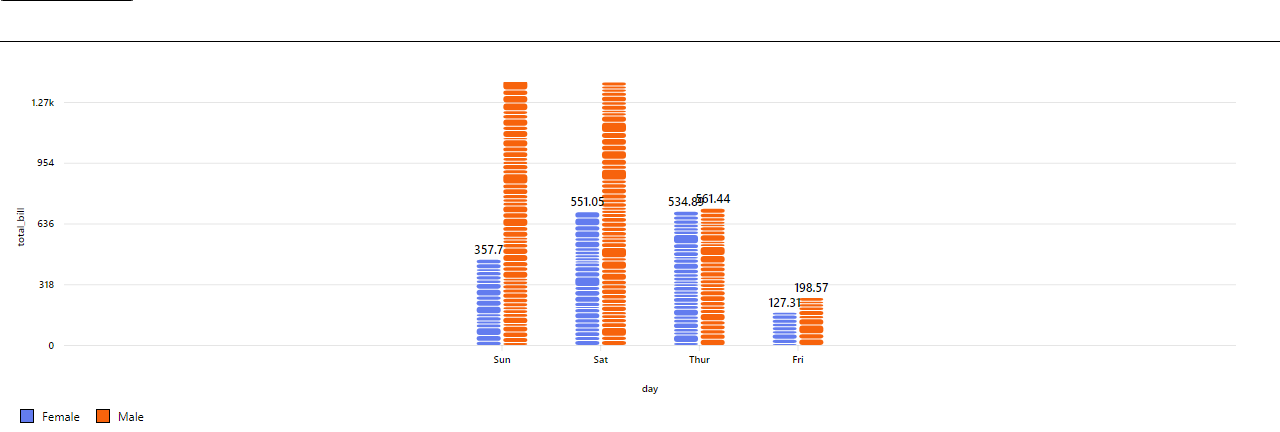 1.27k
954
636
318
0
total_bill
357.7
551.05
534.89
561.44
127.31
198.57
Sun
Sat
Thur
Fri
day
Female
Male